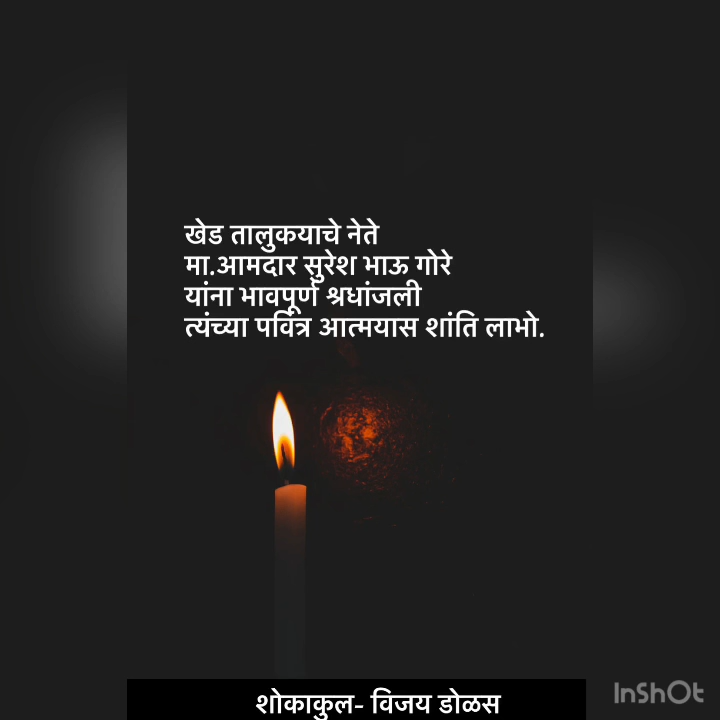 खेड तालुकयाचे नेते
मा.आमदार सुरेश भाऊ गोरे
यांना भावपूर्ण श्रधांजली
त्यंच्या पवित्र आत्मयास शांति लाभो.
शोकाकुल- विजय डोळस
InShOt